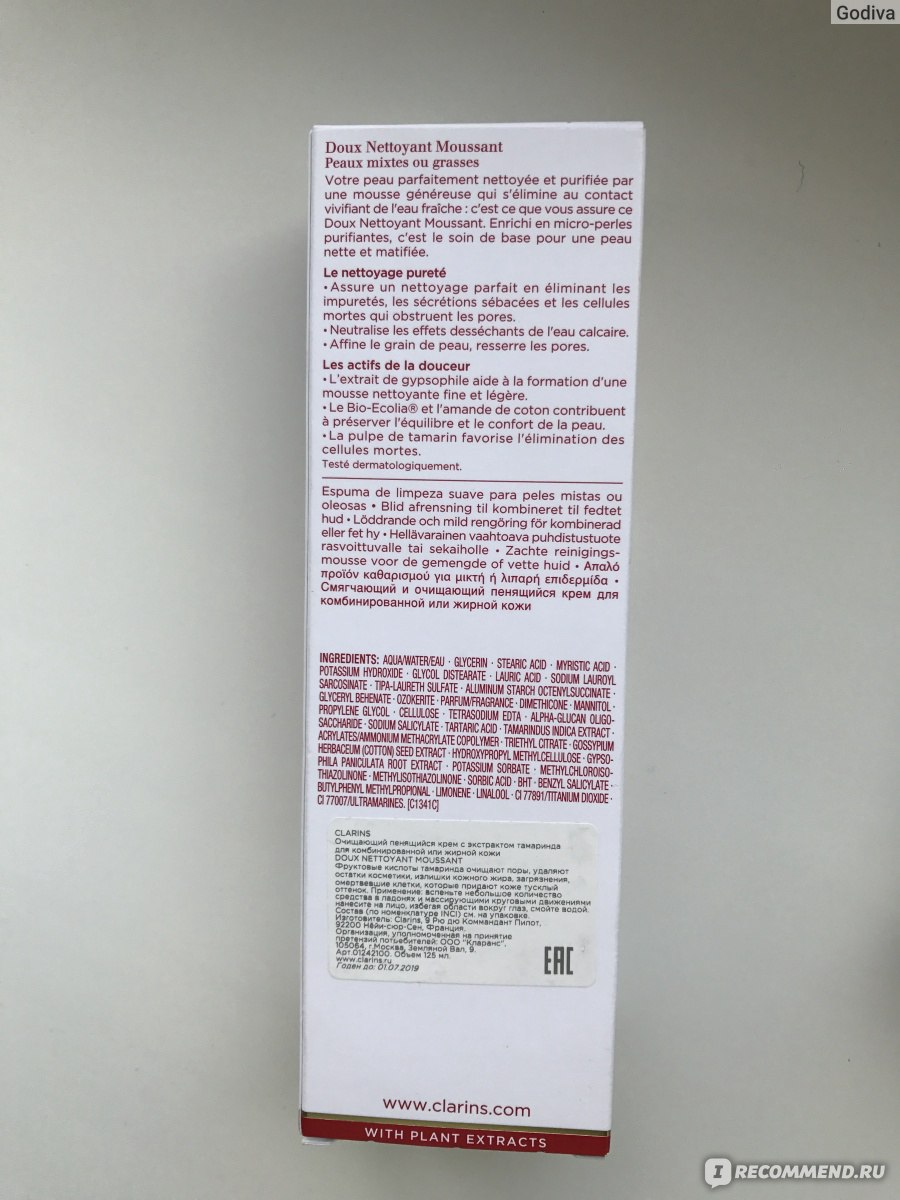 Godiva
Doux Nettoyant Moussant
Peaux mixtes ou grasses
Votre peau parfaitement nettoyée et purifiée par
une mousse généreuse qui s'élimine au contact
vivifiant de l'eau fraîche : c'est ce que vous assure ce
Doux Nettoyant Moussant. Enrichi en micro-perles
purifiantes, c'est le soin de base pour une peau
nette et matifiée.
Le nettoyage pureté
• Assure un nettoyage parfait en éliminant les
impuretés, les sécrétions sébacées et les cellules
mortes qui obstruent les pores.
• Neutralise les effets desséchants de l'eau calcaire.
• Affine le grain de peau, resserre les pores.
Les actifs de la douceur
• L'extrait de gypsophile aide à la formation d'une
mousse nettoyante fine et légère.
• Le Bio-Ecolia® et l'amande de coton contribuent
à préserver l'équilibre et le confort de la peau.
• La pulpe de tamarin favorise l'élimination des
cellules mortes.
Testé dermatologiquement.
Espuma de limpeza suave para peles mistas ou
oleosas • Blid afrensning til kombineret til fedtet
hud • Löddrande och mild rengöring för kombinerad
eller fet hy • Hellävarainen vaahtoava puhdistustuote
rasvoittuvalle tai sekaiholle • Zachte reinigings-
mousse voor de gemengde of vette huid • Απαλό
προϊόν καθαρισμού για μικτή ή λιπαρή επιδερμίδα •
Смягчающий и очищающий пенящийся крем для
комбинированной или жирной кожи
INGREDIENTS: AQUA/WATER/EAU · GLYCERIN · STEARIC ACID · MYRISTIC ACID ·
POTASSIUM HYDROXIDE · GLYCOL DISTEARATE · LAURIC ACID · SODIUM LAUROYL
SARCOSINATE · TIPA-LAURETH SULFATE · ALUMINUM STARCH OCTENYLSUCCINATE ·
GLYCERYL BEHENATE · OZOKERITE · PARFUM/FRAGRANCE · DIMETHICONE · MANNITOL ·
PROPYLENE GLYCOL · CELLULOSE · TETRASODIUM EDTA · ALPHA-GLUCAN OLIGO-
SACCHARIDE · SODIUM SALICYLATE · TARTARIC ACID · TAMARINDUS INDICA EXTRACT ·
ACRYLATES/AMMONIUM METHACRYLATE COPOLYMER · TRIETHYL CITRATE · GOSSYPIUM
HERBACEUM (COTTON) SEED EXTRACT · HYDROXYPROPYL METHYLCELLULOSE · GYPSO-
PHILA PANICULATA ROOT EXTRACT · POTASSIUM SORBATE · METHYLCHLOROISO-
THIAZOLINONE · METHYLISOTHIAZOLINONE · SORBIC ACID · BHT · BENZYL SALICYLATE ·
BUTYLPHENYL METHYLPROPIONAL · LIMONENE · LINALOOL · CI 77891/TITANIUM DIOXIDE ·
CI 77007/ULTRAMARINES. [C1341C]
CLARINS
Очищающий пенящийся крем с экстрактом тамаринда
для комбинированной или жирной кожи
DOUX NETTOYANT MOUSSANT
Фруктовые кислоты тамаринда очищают поры, удаляют
остатки косметики, излишки кожного жира, загрязнения,
омертвевшие клетки, которые придают коже тусклый
оттенок. Применение: вспеньте небольшое количество
средства в ладонях и массирующими круговыми движениями
нанесите на лицо, избегая области вокруг глаз, смойте водой.
Состав (по номенклатуре INCI) см. на упаковке.
Изготовитель: Clarins, 9 Рю дю Коммандант Пилот,
92200 Нёйи-сюр-Сен, Франция.
Организация, уполномоченная на принятие
претензий потребителей: ООО "Кларанс",
105064, г.Москва, Земляной Вал, 9.
Арт.01242100. Объем 125 мл.
www.clarins.ru
Годен до: 01.07.2019
EAC
www.clarins.com
WITH PLANT EXTRACTS
IRECOMMEND.RU